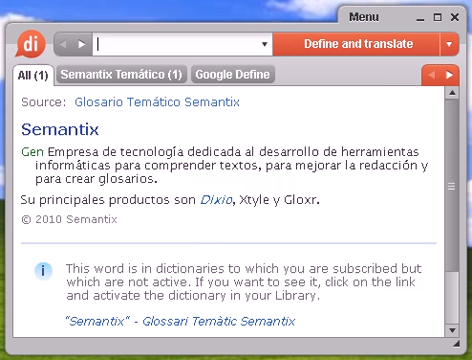 Menu
di
Define and translate
All (1) Semantix Temático (1) Google Define
Source: Glosario Temático Semantix
Semantix
Gen Empresa de tecnología dedicada al desarrollo de herramientas
informáticas para comprender textos, para mejorar la redacción y
para crear glosarios.
Su principales producto son Dixio, Xtyle y Gloxr.
© 2010 Semantix
i
This word is in dictionaries to which you are subscribed but
which are not active. If you want to see it, click on the link
and activate the dictionary in your Library.
"Semantix" - Glossari Temàtic Semantix